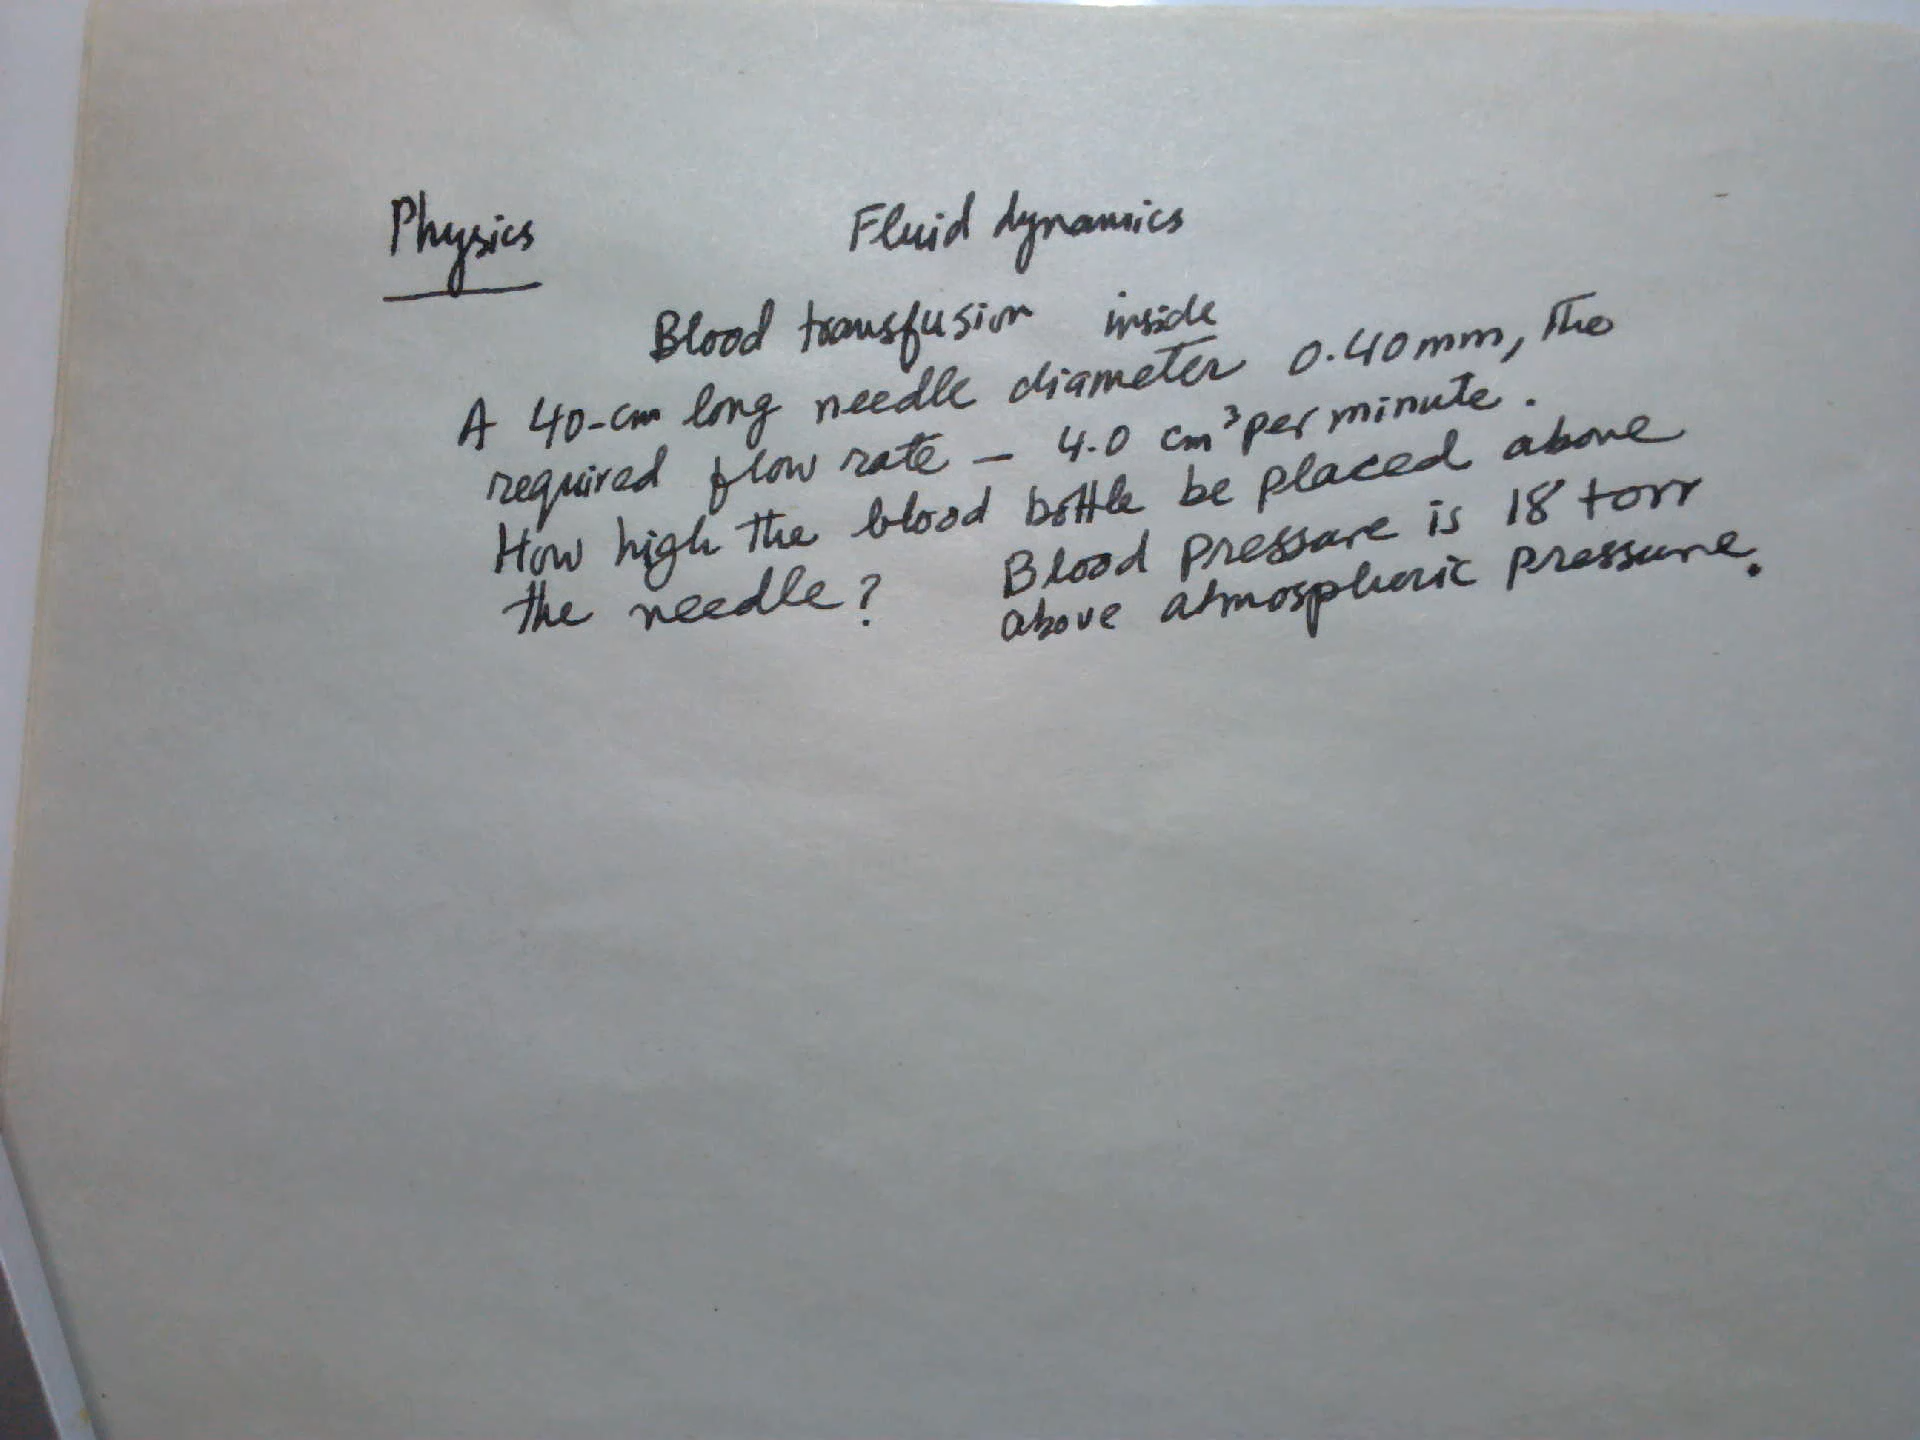 Physics Fluid dynamics
Blood transfusion
A 40-cm long needle inside diameter 0.40mm, the
required flow rate – 4.0 cm³ per minute.
How high the blood bottle be placed above
the needle? Blood pressure is 18 torr
above atmospheric pressure.